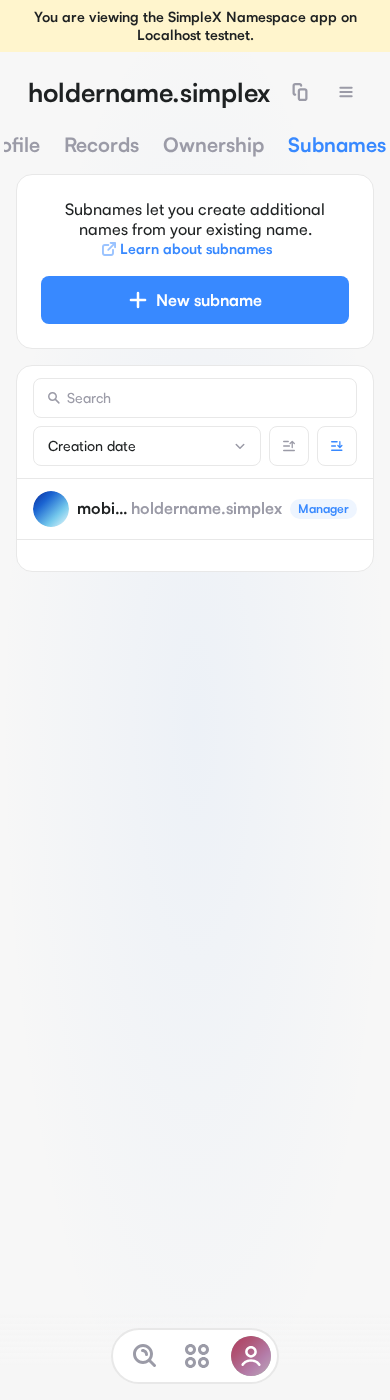 You are viewing the SimpleX Namespace app on
Localhost testnet.
holdername.simplex
ofile Records Ownership Subnames
Subnames let you create additional
names from your existing name.
Learn about subnames
New subname
Search
Creation date
mobi... holdername.simplex Manager